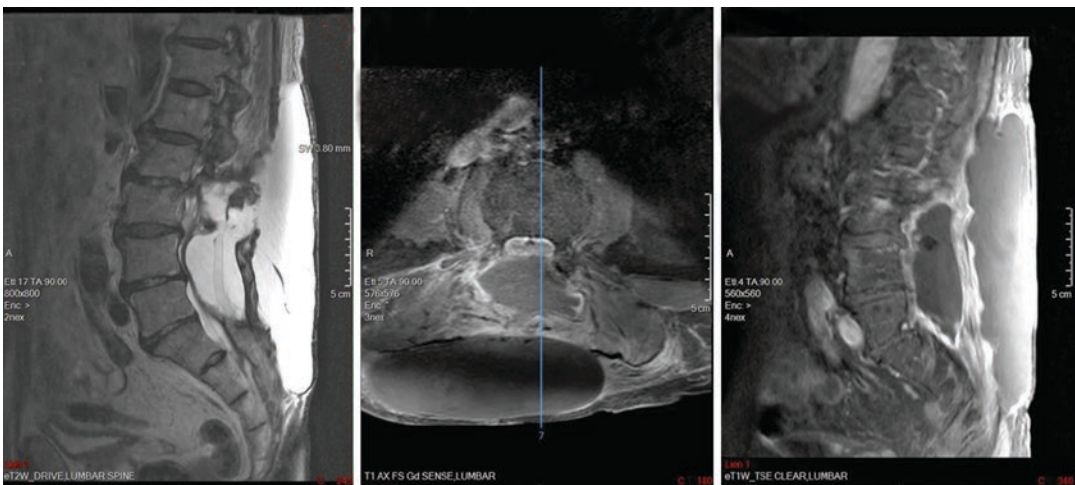 SW 3.80 mm
A
Ett:17 TA:90.00
800x800
Enc >
2nex
5 cm
eT2W_DRIVE,LUMBAR SPINE
R
Ett:5 TA:90.00
576x576
3nex
5 cm
7
T1 AX FS Gd SENSE,LUMBAR
C 180
A
Ett:4 TA:90.00
560x560
Enc >
4nex
5 cm
Lien 1
eT1W_TSE CLEAR,LUMBAR